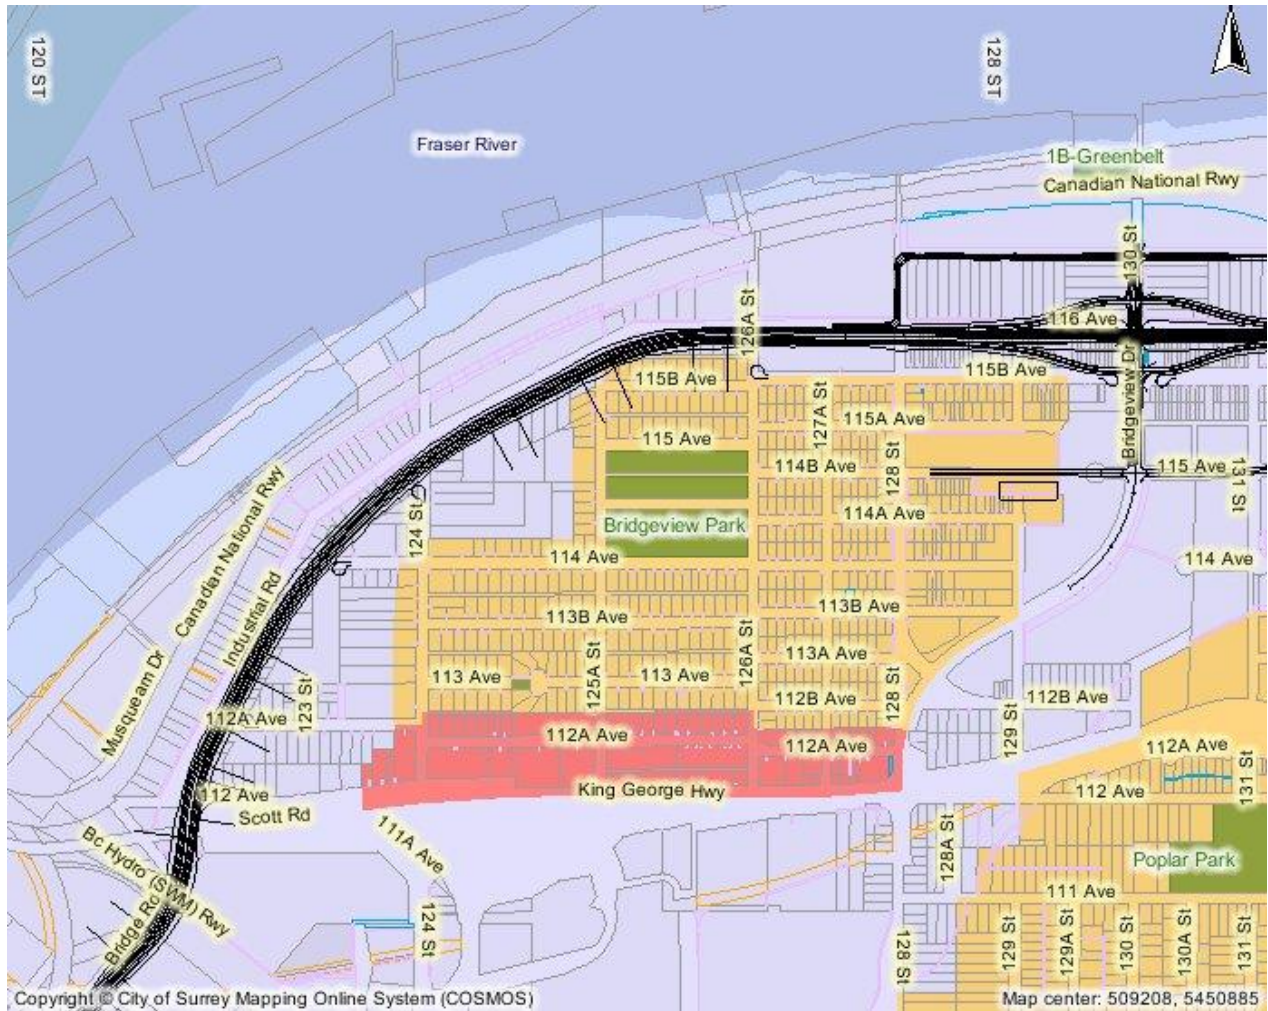 120 ST
128 ST
Fraser River
1B-Greenbelt
Canadian National Rwy
130 St
126A St
116 Ave
115B Ave
115B Ave
Bridgeview Dr
127A St
115A Ave
115 Ave
114B Ave
128 St
115 Ave
131 St
Canadian National Rwy
124 St
Bridgeview Park
114A Ave
114 Ave
114 Ave
Industrial Rd
113B Ave
113B Ave
Musqueam Dr
125A St
126A St
113A Ave
113 Ave
113 Ave
123 St
112A Ave
112B Ave
128 St
112B Ave
129 St
112A Ave
112A Ave
112A Ave
131 St
112 Ave
King George Hwy
112 Ave
Scott Rd
111A Ave
128A St
Bc Hydro (SWM) Rwy
Poplar Park
111 Ave
Bridge Rd
124 St
128 St
129 St
129A St
130 St
130A St
131 St
Copyright © City of Surrey Mapping Online System (COSMOS)
Map center: 509208, 5450885